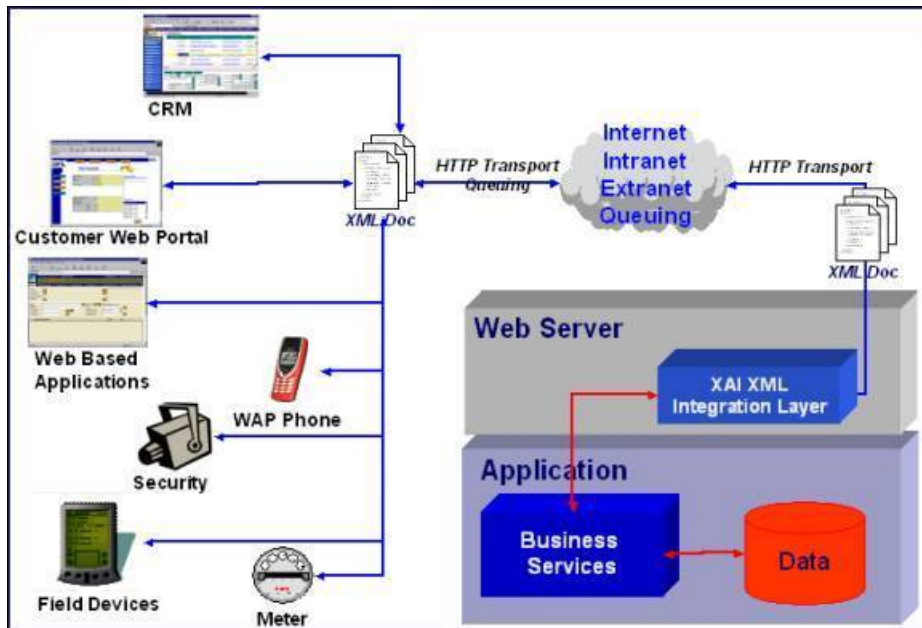 CRM
Customer Web Portal
Web Based
Applications
WAP Phone
Security
Field Devices
Meter
XML Doc
HTTP Transport
Queuing
Internet
Intranet
Extranet
Queuing
HTTP Transport
XML Doc
Web Server
XAI XML
Integration Layer
Application
Business
Services
Data